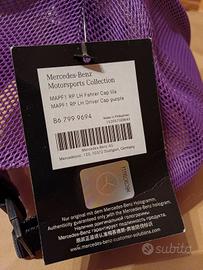 Mercedes-Benz
Motorsports Collection
MAPF1 RP LH Fahrer Cap lila
MAPF1 RP LH Driver Cap purple
B6 799 9694
Made in Philippines
Mercedes-Benz AG
Mercedesstr. 120, 70372 Stuttgart, Germany
Nur original mit dem Mercedes-Benz Hologramm.
Authenticity guaranteed only with the Mercedes-Benz Hologram.
www.mercedes-benz.customer-solutions.com
subito